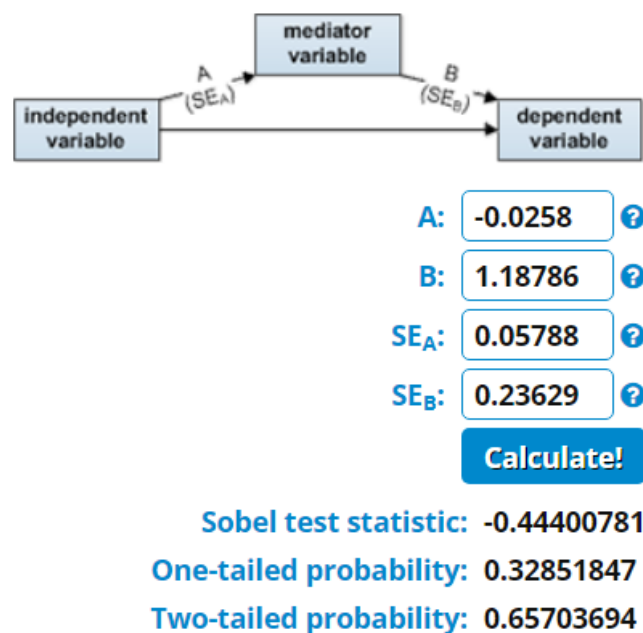 mediator
variable
A
(SEA)
B
(SEB)
independent
variable
dependent
variable
A: -0.0258 ?
B: 1.18786 ?
SEA: 0.05788 ?
SEB: 0.23629 ?
Calculate!
Sobel test statistic: -0.44400781
One-tailed probability: 0.32851847
Two-tailed probability: 0.65703694